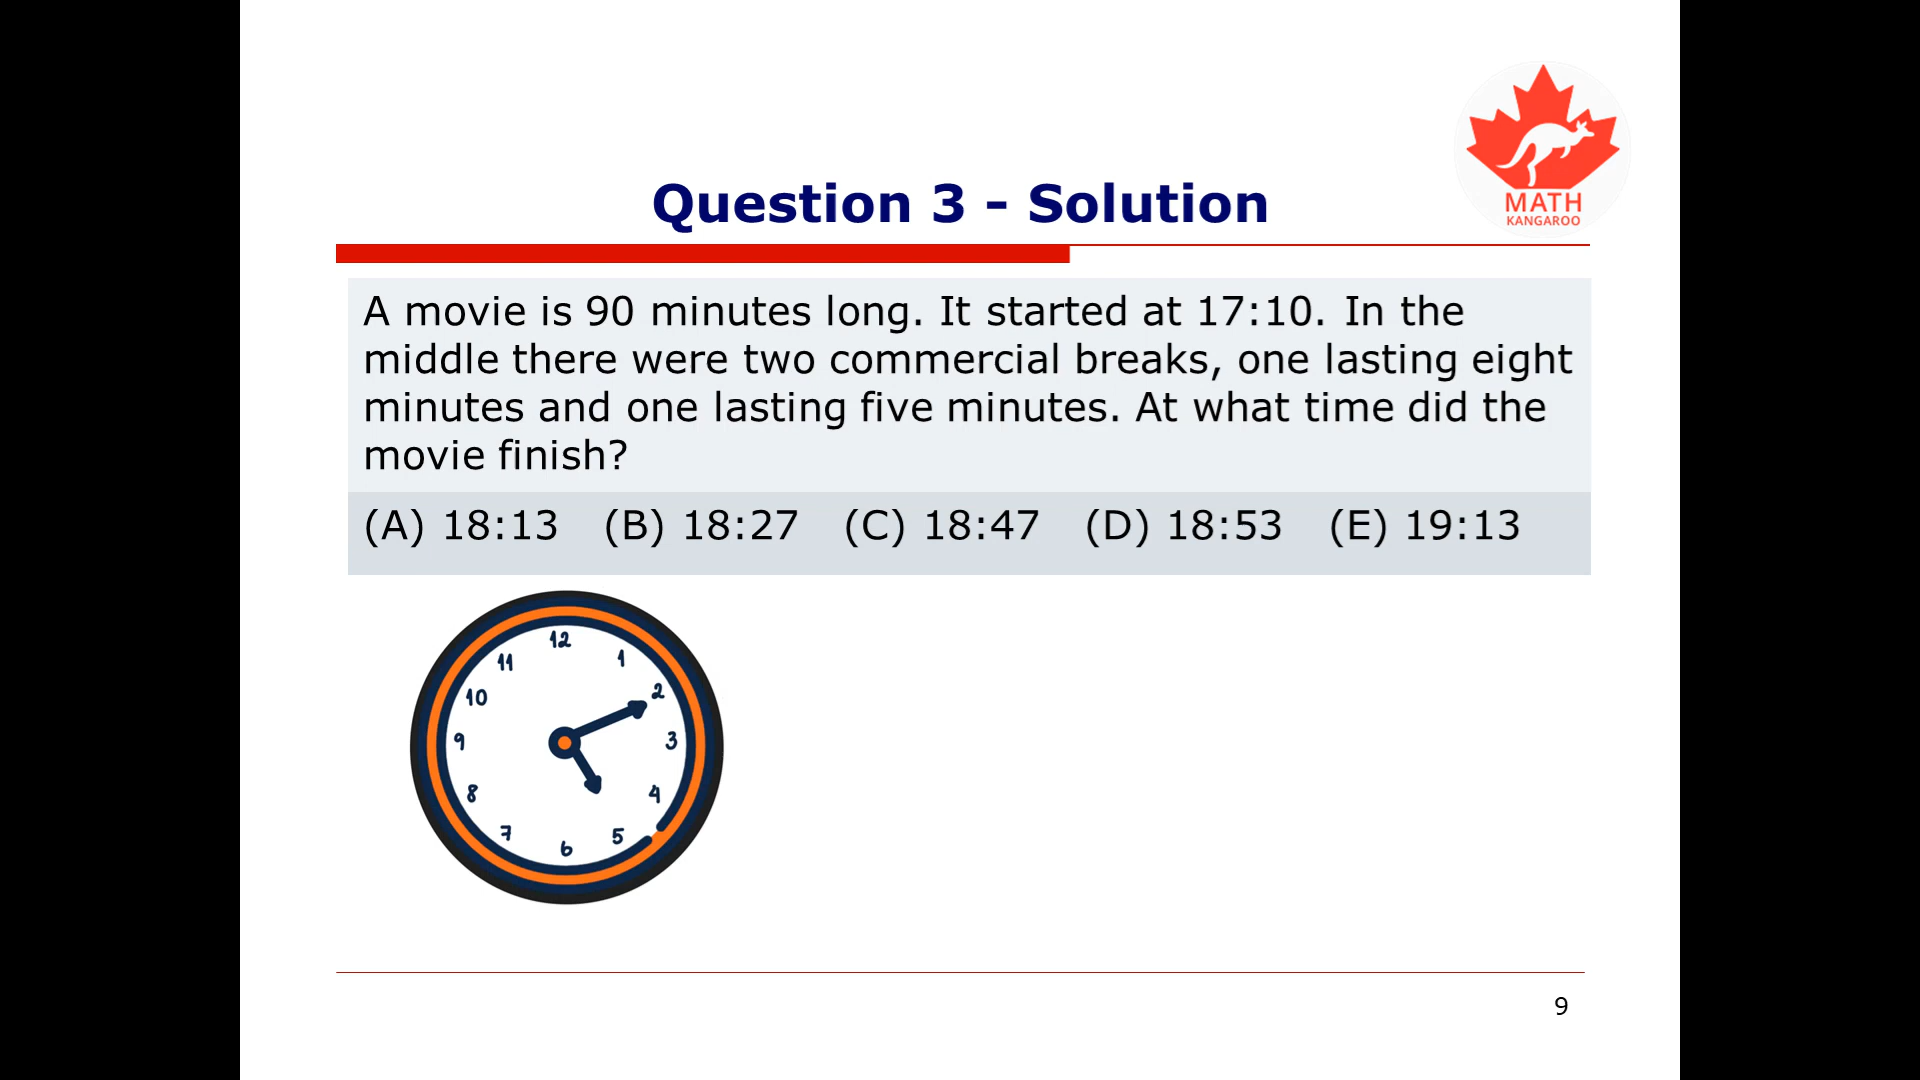 MATH
KANGAROO
Question 3 – Solution
A movie is 90 minutes long. It started at 17:10. In the
middle there were two commercial breaks, one lasting eight
minutes and one lasting five minutes. At what time did the
movie finish?
(A) 18:13 (B) 18:27 (C) 18:47 (D) 18:53 (E) 19:13
12
11 1
10 2
9 3
8 4
7 5
6
9